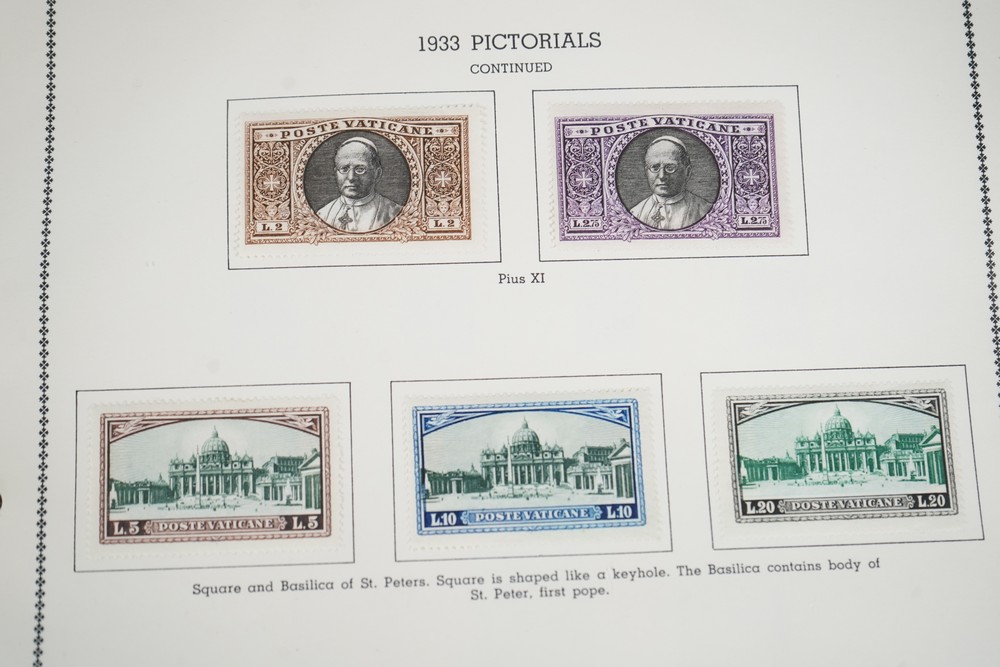 1933 PICTORIALS
CONTINUED
POSTE VATICANE
L.2 L.2
POSTE VATICANE
L.2.75 L.2.75
Pius XI
L.5 POSTE VATICANE L.5
L.10 POSTE VATICANE L.10
L.20 POSTE VATICANE L.20
Square and Basilica of St. Peters. Square is shaped like a keyhole. The Basilica contains body of
St. Peter, first pope.